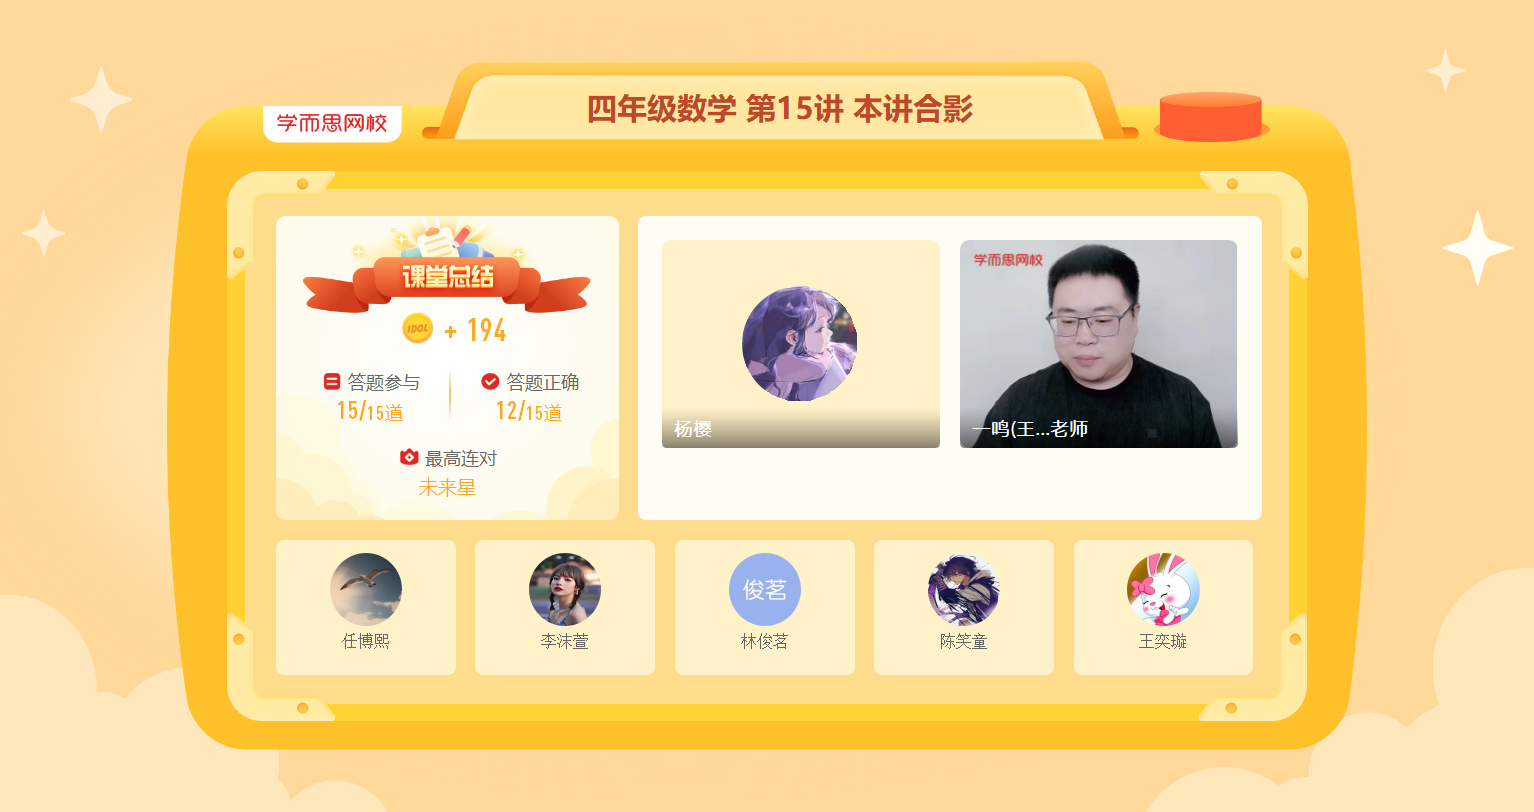 四年级数学 第15讲 本讲合影
学而思网校
课堂总结
IDOL + 194
答题参与
15/15道
答题正确
12/15道
最高连对
未来星
杨樱
学而思网校
一鸣(王...老师
任博熙
李沫萱
俊茗
林俊茗
陈笑童
王奕璇